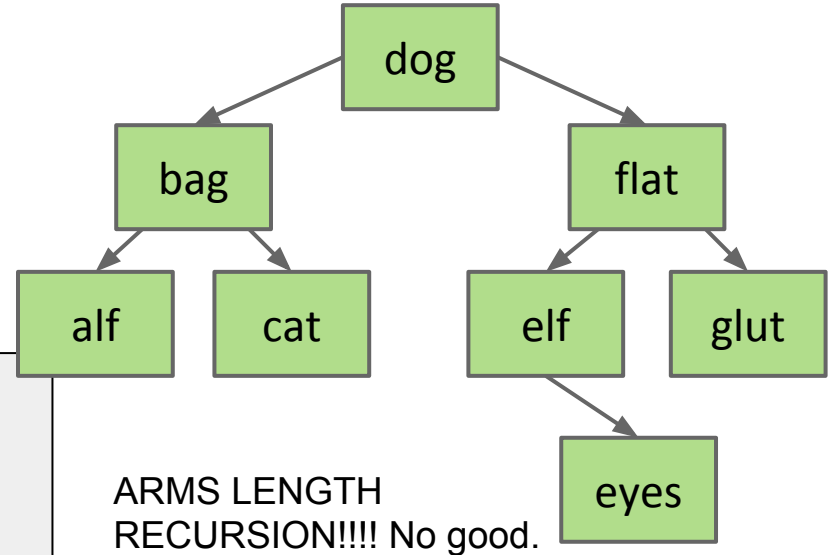 dog
bag
flat
alf
cat
elf
glut
eyes
ARMS LENGTH
RECURSION!!!! No good.